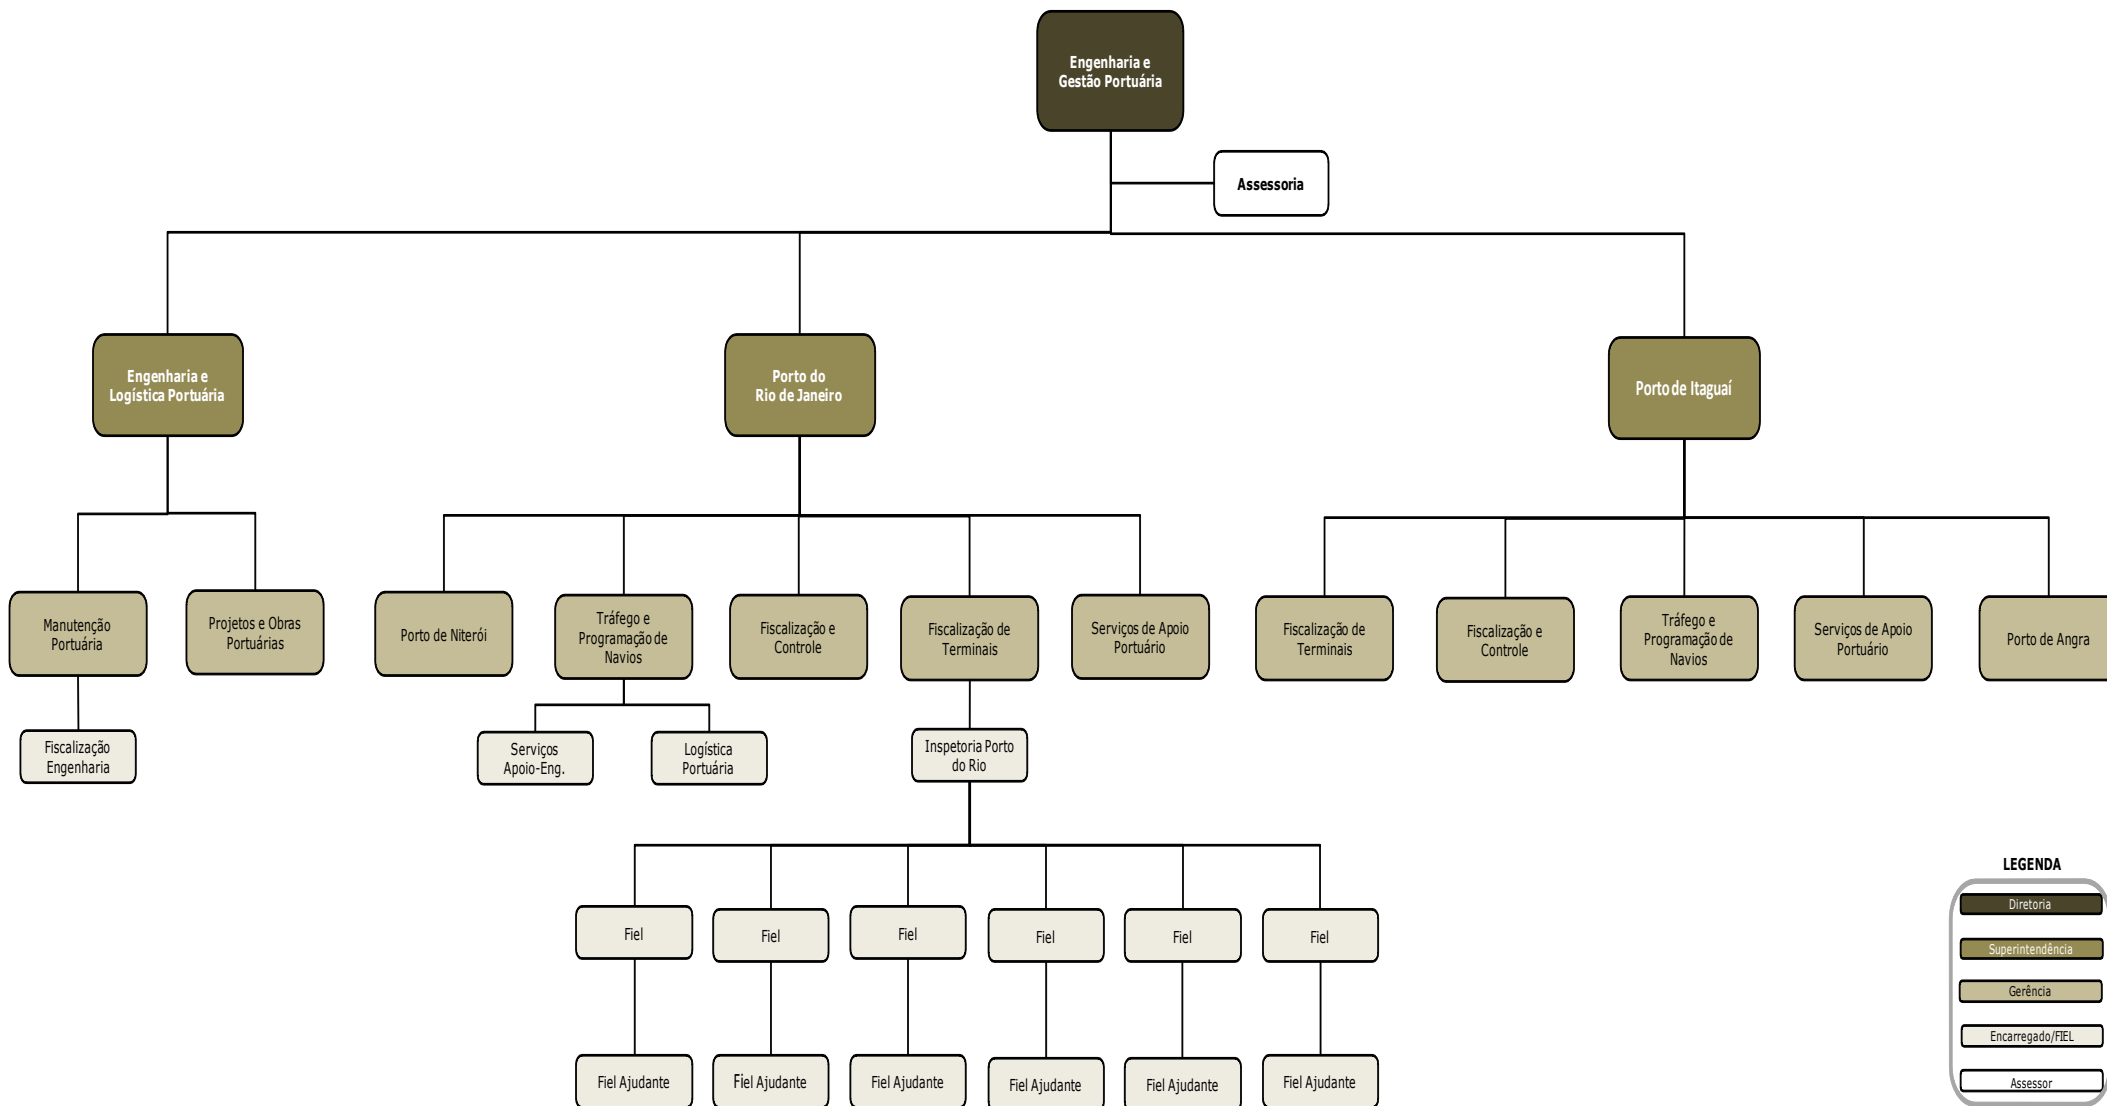 Engenharia e
Gestão Portuária
Assessoria
Engenharia e
Logística Portuária
Porto do
Rio de Janeiro
Porto de Itaguaí
Manutenção
Portuária
Projetos e Obras
Portuárias
Porto de Niterói
Tráfego e
Programação de
Navios
Fiscalização e
Controle
Fiscalização de
Terminais
Serviços de Apoio
Portuário
Fiscalização de
Terminais
Fiscalização e
Controle
Tráfego e
Programação de
Navios
Serviços de Apoio
Portuário
Porto de Angra
Fiscalização
Engenharia
Serviços
Apoio-Eng.
Logística
Portuária
Inspetoria Porto
do Rio
Fiel
Fiel
Fiel
Fiel
Fiel
Fiel
Fiel Ajudante
Fiel Ajudante
Fiel Ajudante
Fiel Ajudante
Fiel Ajudante
Fiel Ajudante
LEGENDA
Diretoria
Superintendência
Gerência
Encarregado/FIEL
Assessor